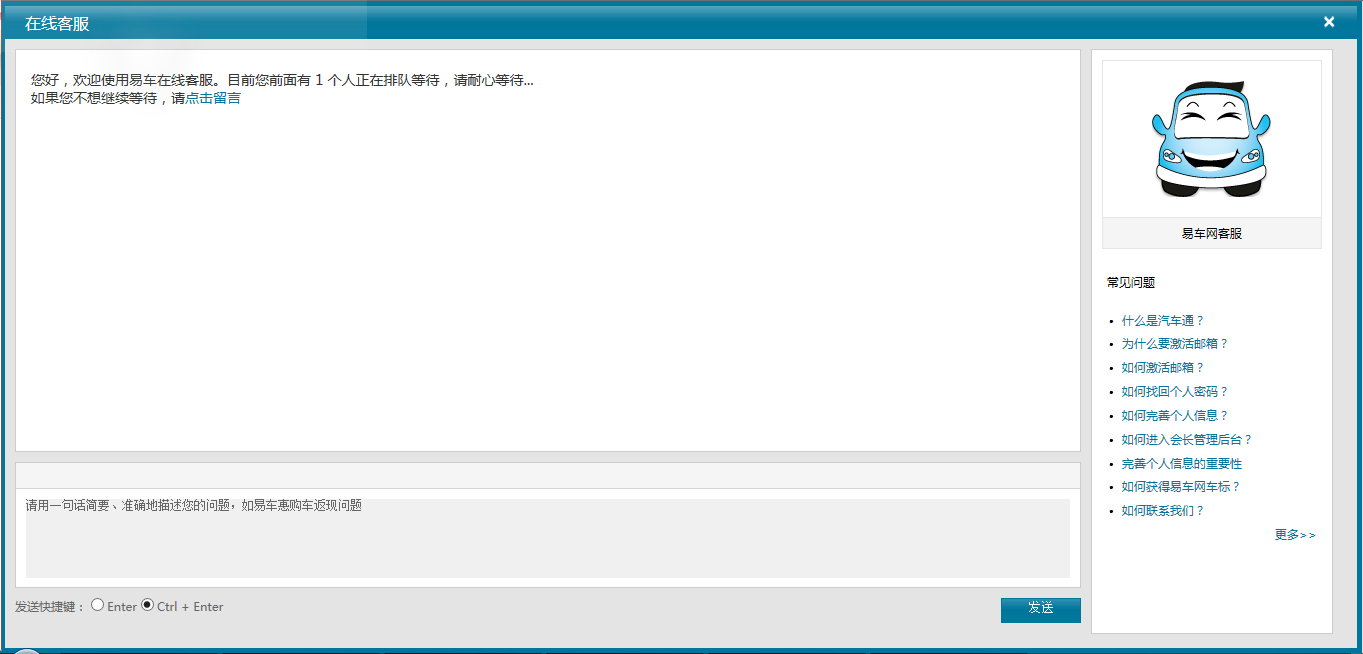 在线客服
×
您好，欢迎使用易车在线客服。目前您前面有 1 个人正在排队等待，请耐心等待...
如果您不想继续等待，请点击留言
请用一句话简要、准确地描述您的问题，如易车惠购车返现问题
发送快捷键： Enter Ctrl + Enter
发送
易车网客服
常见问题
• 什么是汽车通？
• 为什么要激活邮箱？
• 如何激活邮箱？
• 如何找回个人密码？
• 如何完善个人信息？
• 如何进入会长管理后台？
• 完善个人信息的重要性
• 如何获得易车网车标？
• 如何联系我们？
更多>>